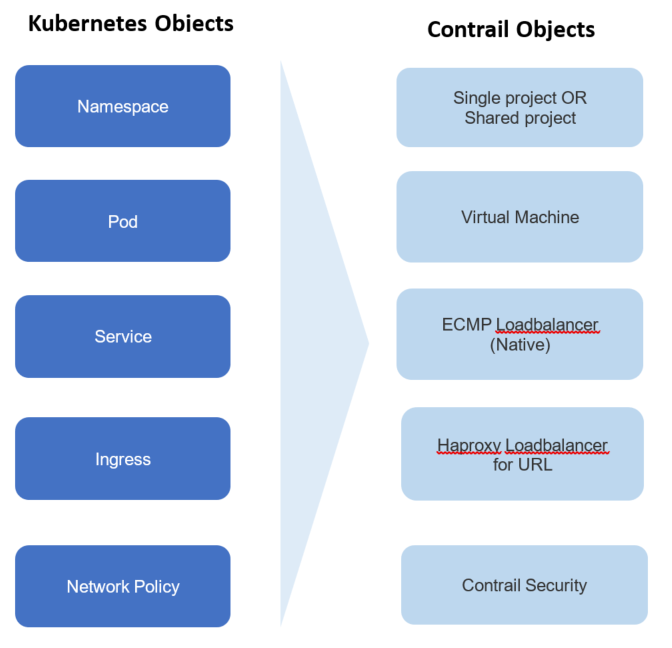 Kubernetes Objects
Contrail Objects
Namespace
Single project OR
Shared project
Pod
Virtual Machine
Service
ECMP Loadbalancer
(Native)
Ingress
Haproxy Loadbalancer
for URL
Network Policy
Contrail Security